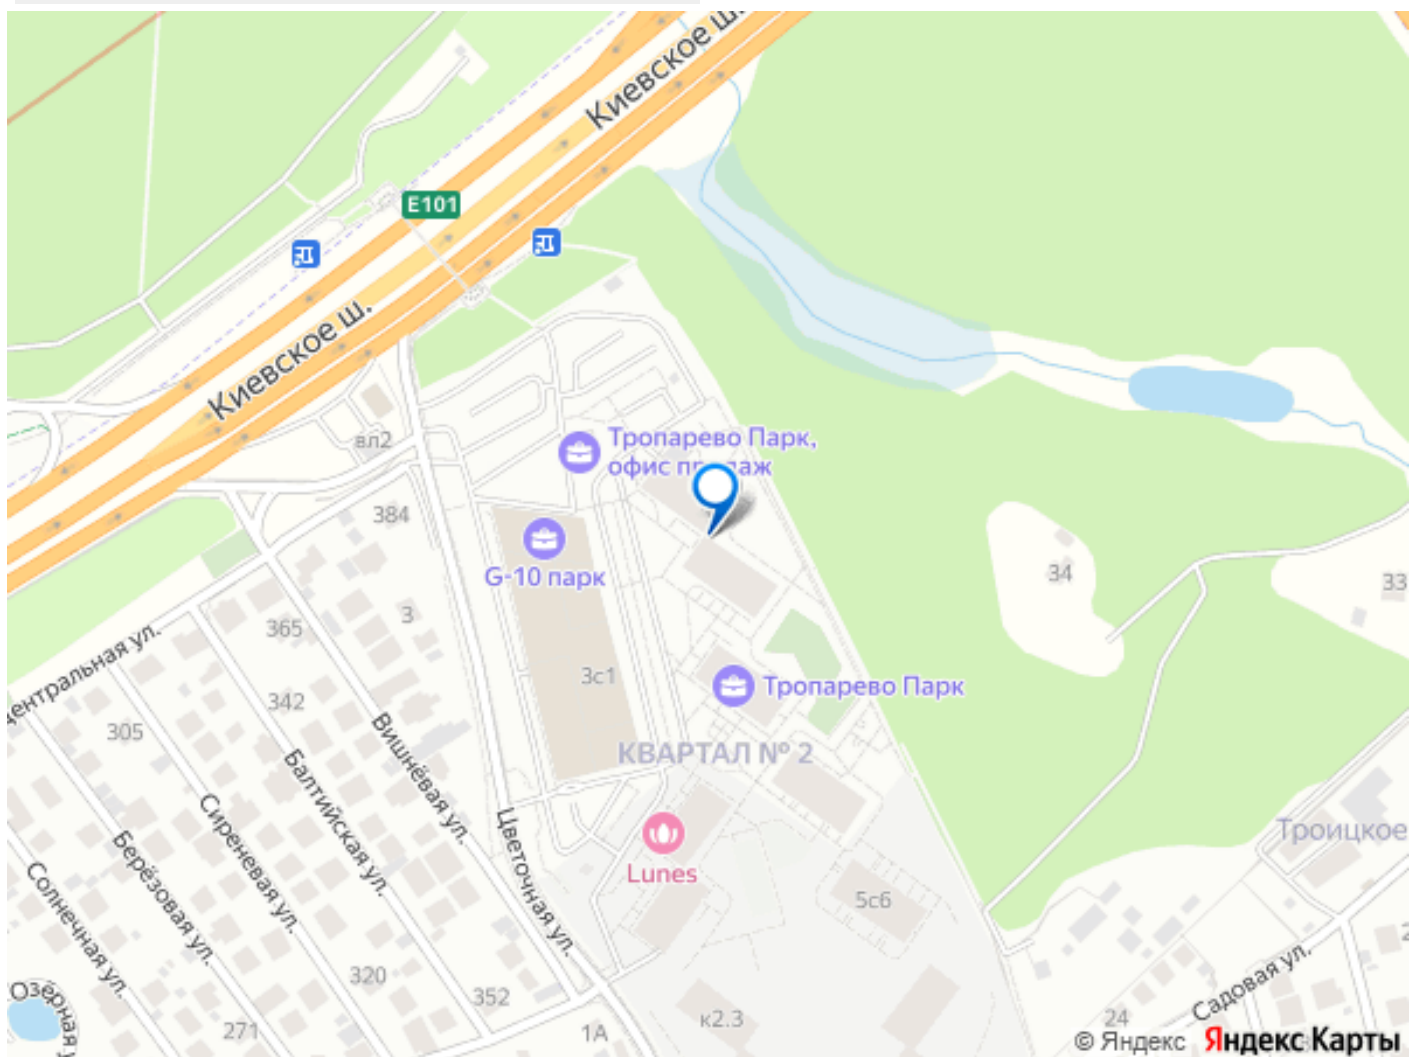 Киевское ш.
E101
Киевское ш.
вл2
Тропарево Парк,
офис продаж
384
G-10 парк
34
33
365
3
Центральная ул.
3с1
342
305
Тропарево Парк
Вишнёвая ул.
КВАРТАЛ № 2
Балтийская ул.
Сиреневая ул.
Цветочная ул.
Берёзовая ул.
Солнечная ул.
Lunes
Троицкое
5с6
320
352
Озёрная
271
1А
к2.3
Садовая ул.
24
© Яндекс Яндекс Карты